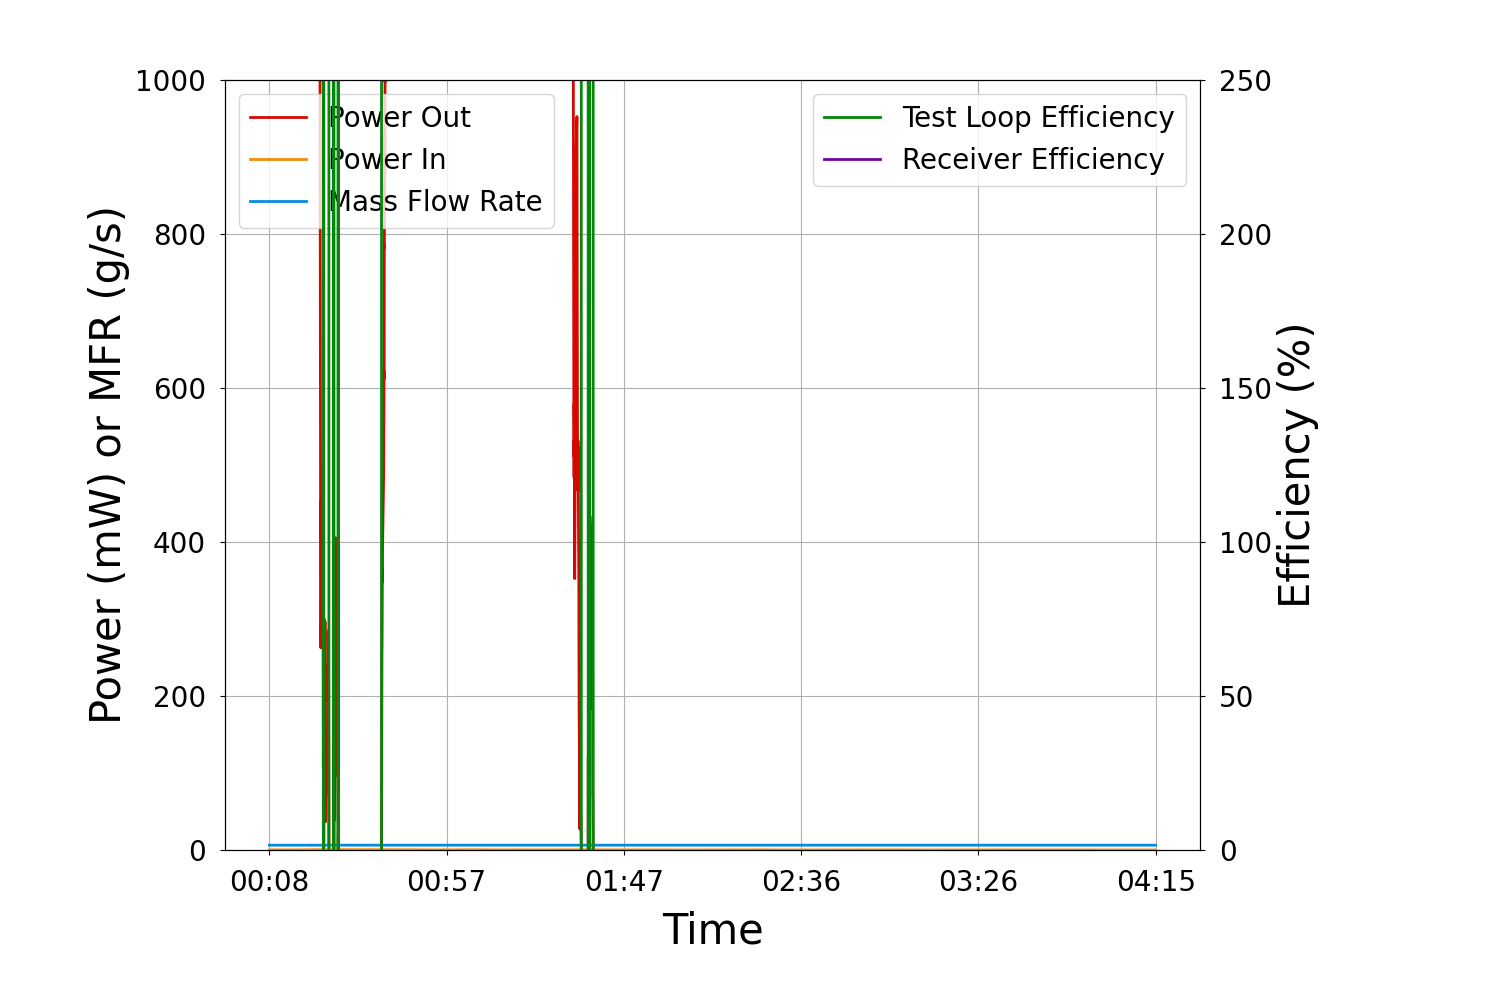 1000
800
600
400
200
0
Power (mW) or MFR (g/s)
Power Out
Power In
Mass Flow Rate
Test Loop Efficiency
Receiver Efficiency
250
200
150
100
50
0
Efficiency (%)
00:08 00:57 01:47 02:36 03:26 04:15
Time